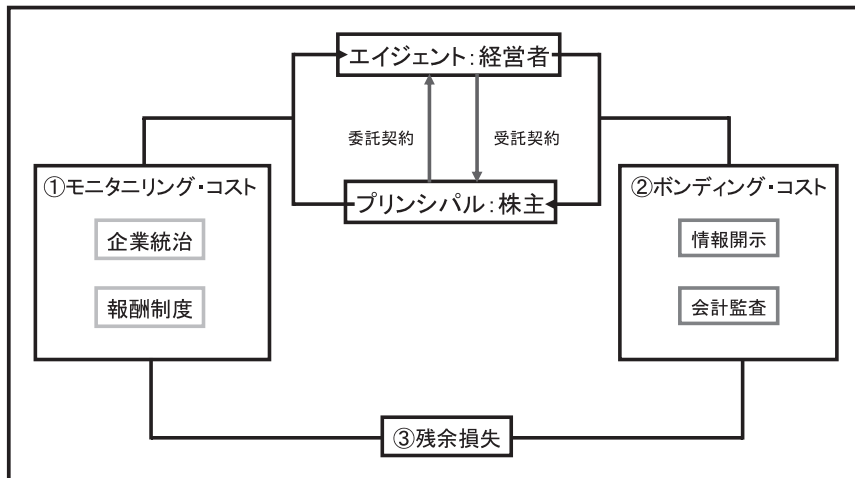 エイジェント：経営者
委託契約
受託契約
プリンシパル：株主
①モニタニリング・コスト
企業統治
報酬制度
②ボンディング・コスト
情報開示
会計監査
③残余損失